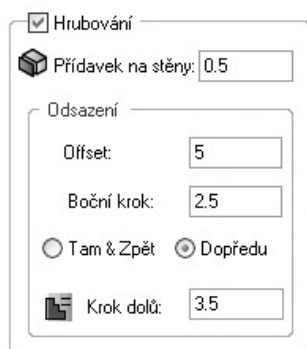 Hrubování
Přídavek na stěny: 0.5
Odsazení
Offset: 5
Boční krok: 2.5
Tam & Zpět Dopředu
Krok dolů: 3.5